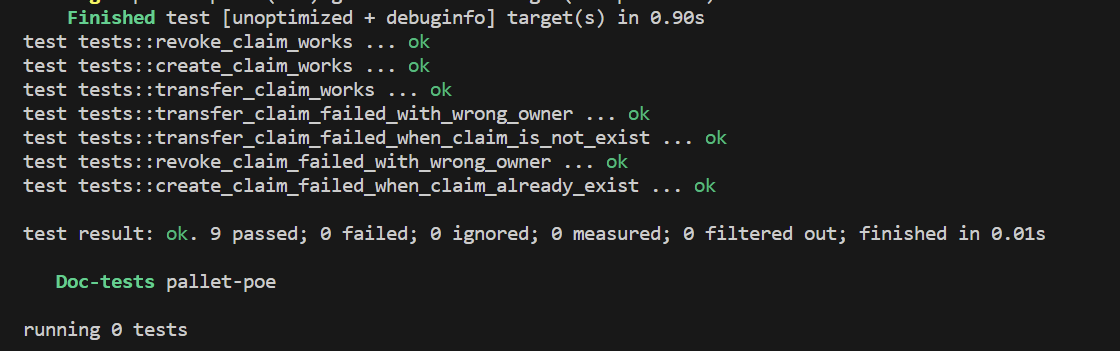 Finished test [unoptimized + debuginfo] target(s) in 0.90s
test tests::revoke_claim_works ... ok
test tests::create_claim_works ... ok
test tests::transfer_claim_works ... ok
test tests::transfer_claim_failed_with_wrong_owner ... ok
test tests::transfer_claim_failed_when_claim_is_not_exist ... ok
test tests::revoke_claim_failed_with_wrong_owner ... ok
test tests::create_claim_failed_when_claim_already_exist ... ok
test result: ok. 9 passed; 0 failed; 0 ignored; 0 measured; 0 filtered out; finished in 0.01s
Doc-tests pallet-poe
running 0 tests